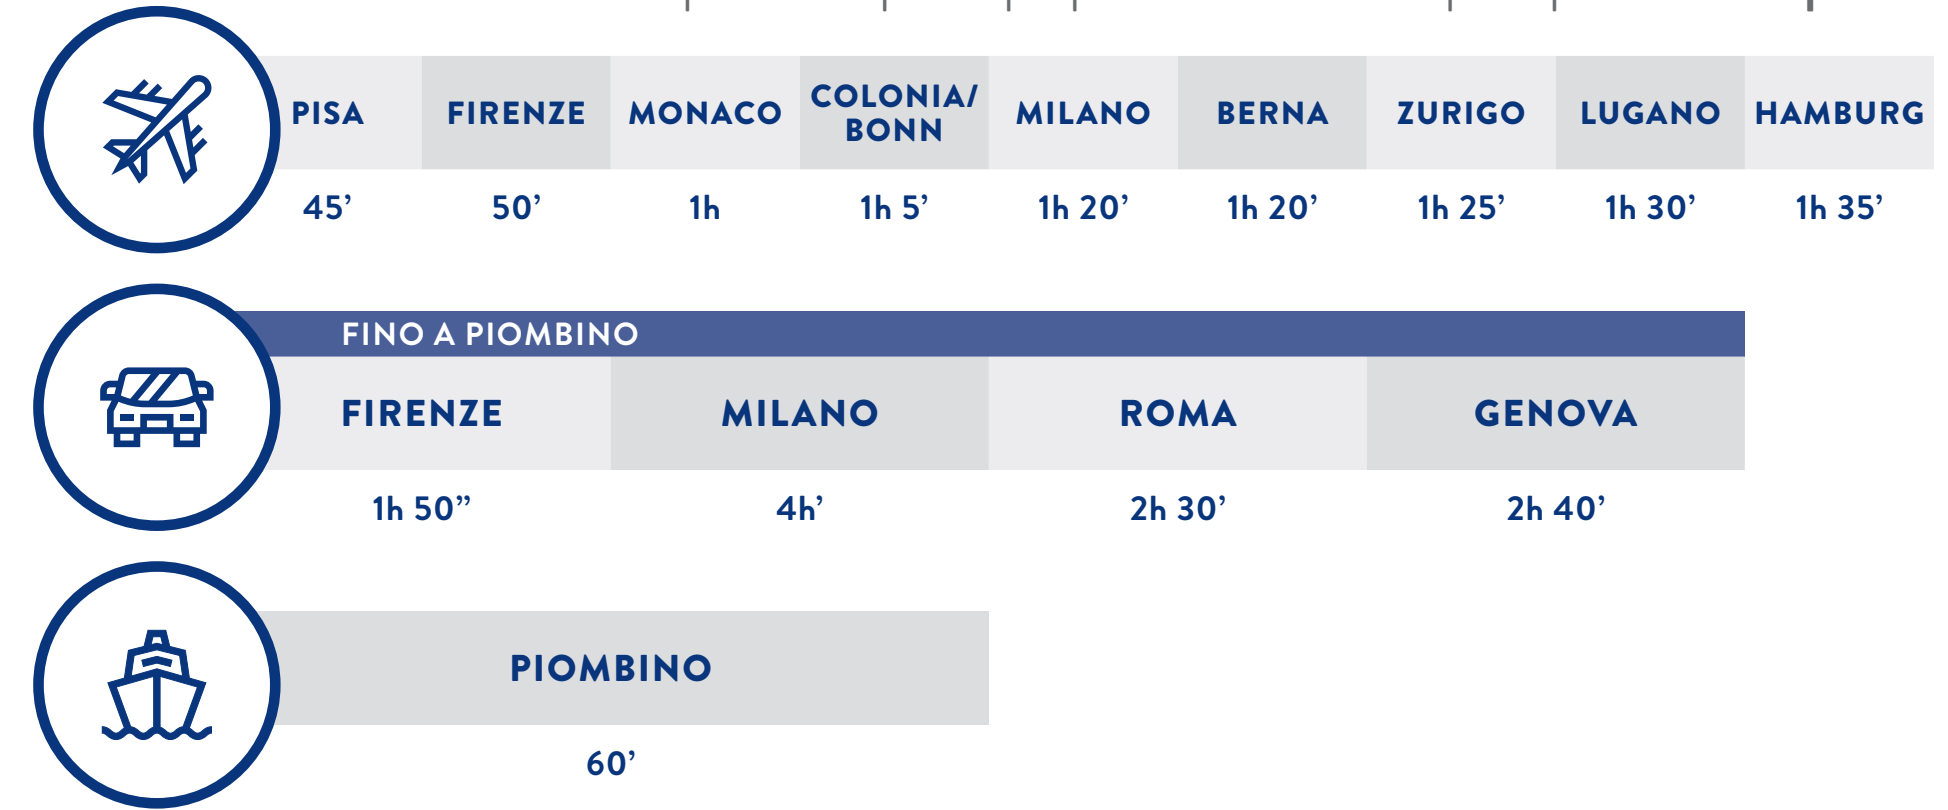 PISA FIRENZE MONACO COLONIA/ BONN MILANO BERNA ZURIGO LUGANO HAMBURG
45’ 50’ 1h 1h 5’ 1h 20’ 1h 20’ 1h 25’ 1h 30’ 1h 35’
FINO A PIOMBINO
FIRENZE MILANO ROMA GENOVA
1h 50” 4h’ 2h 30’ 2h 40’
PIOMBINO
60’